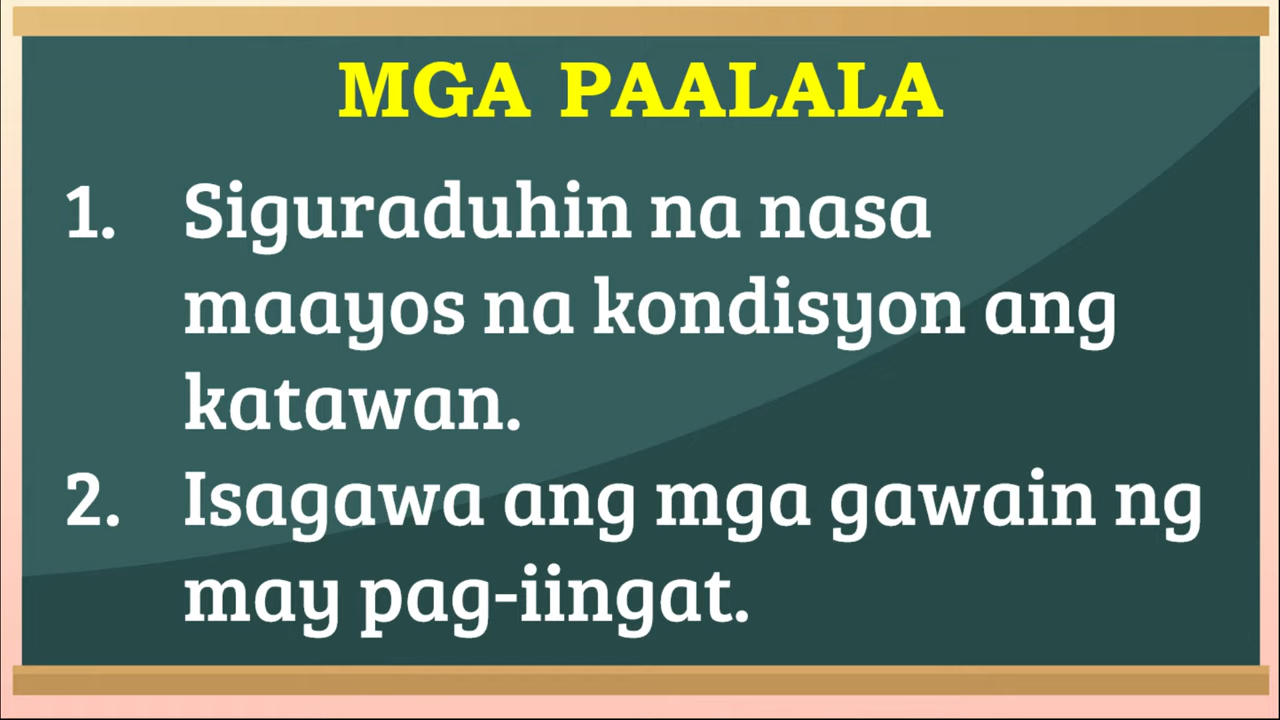 MGA PAALALA
1. Siguraduhin na nasa
maayos na kondisyon ang
katawan.
2. Isagawa ang mga gawain ng
may pag-iingat.